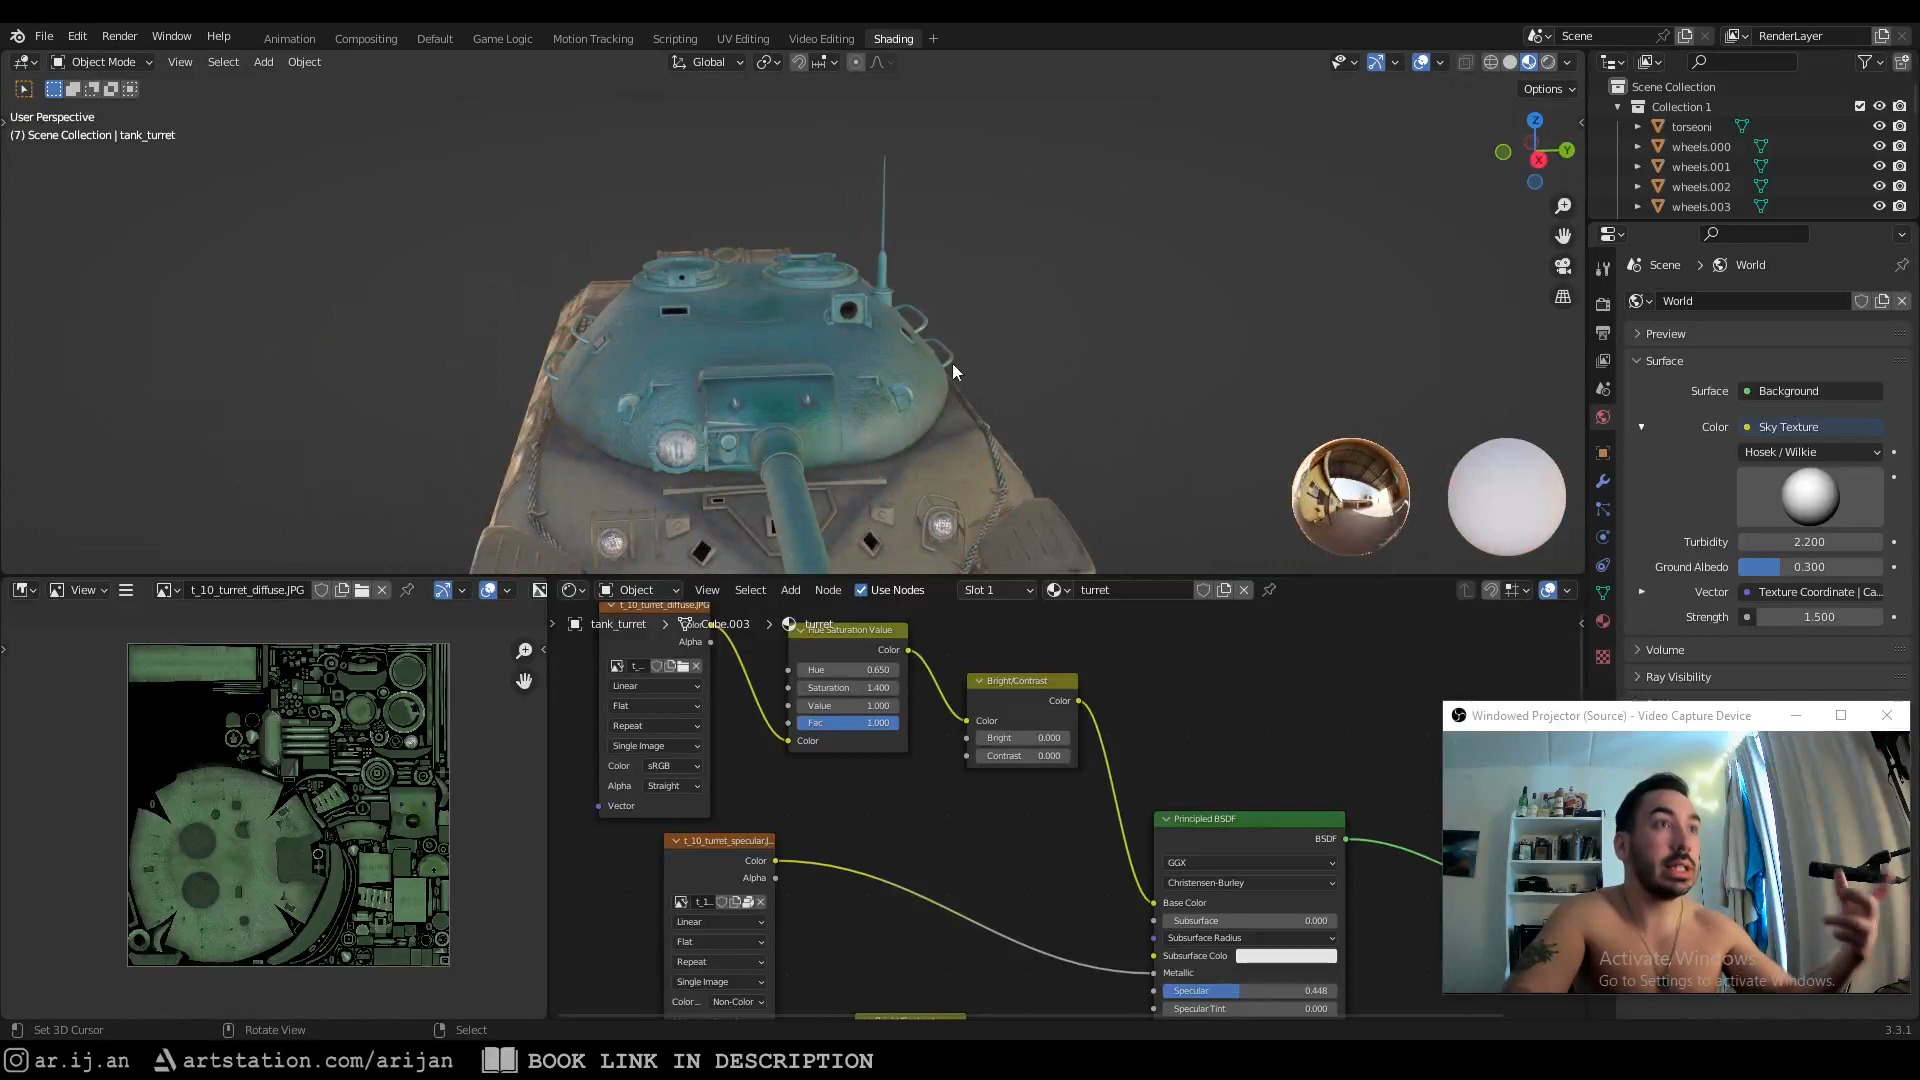 File Edit Render Window Help Animation Compositing Default Game Logic Motion Tracking Scripting UV Editing Video Editing Shading +
Scene
RenderLayer
Object Mode View Select Add Object
Global
Options
User Perspective
(7) Scene Collection | tank_turret
Z
Y
X
Scene Collection
Collection 1
torseoni
wheels.000
wheels.001
wheels.002
wheels.003
Scene > World
World
Preview
Surface
Surface Background
Color Sky Texture
Hosek / Wilkie
Turbidity 2.200
Ground Albedo 0.300
Vector Texture Coordinate | Ca...
Strength 1.500
Volume
Ray Visibility
View t_10_turret_diffuse.JPG
Object View Select Add Node Use Nodes Slot 1 turret
tank_turret > Cube.003 > turret
t_10_turret_diffuse.JPG
Color
Alpha
t_...
Linear
Flat
Repeat
Single Image
Color sRGB
Alpha Straight
Vector
Hue Saturation Value
Color
Hue 0.650
Saturation 1.400
Value 1.000
Fac 1.000
Color
Bright/Contrast
Color
Color
Bright 0.000
Contrast 0.000
t_10_turret_specular.J...
Color
Alpha
t_1...
Linear
Flat
Repeat
Single Image
Color... Non-Color
Principled BSDF
BSDF
GGX
Christensen-Burley
Base Color
Subsurface 0.000
Subsurface Radius
Subsurface Colo
Metallic
Specular 0.448
Specular Tint 0.000
Windowed Projector (Source) - Video Capture Device
Activate Windows
Go to Settings to activate Windows.
Set 3D Cursor Rotate View Select
3.3.1
ar.ij.an artstation.com/arijan BOOK LINK IN DESCRIPTION